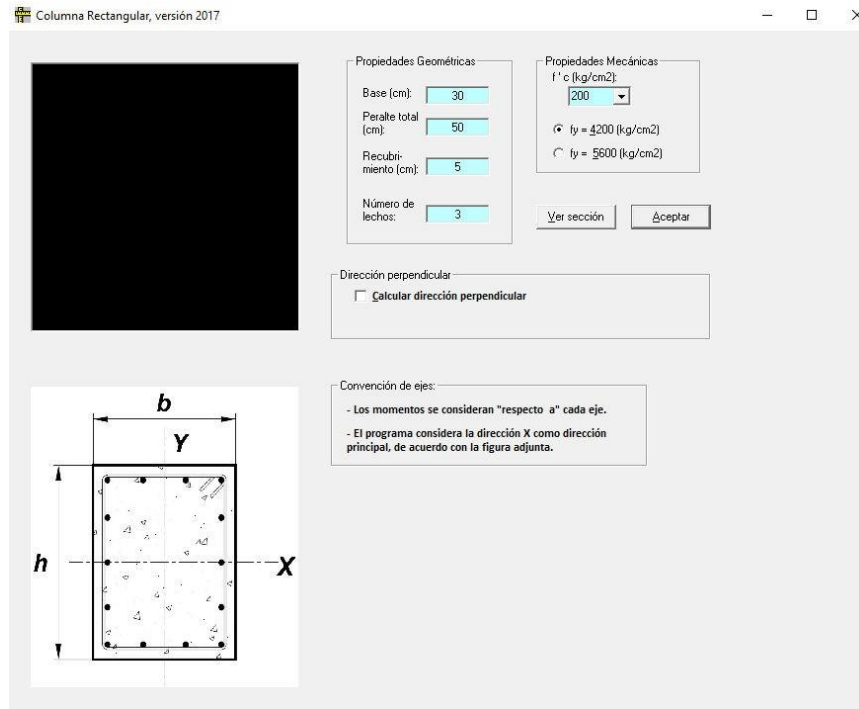 Columna Rectangular, versión 2017
Propiedades Geométricas
Base (cm): 30
Peralte total
(cm): 50
Recubri-
miento (cm): 5
Número de
lechos: 3
Propiedades Mecánicas
f ' c (kg/cm2):
200
fy = 4200 (kg/cm2)
fy = 5600 (kg/cm2)
Ver sección
Aceptar
Dirección perpendicular
Calcular dirección perpendicular
Convención de ejes:
- Los momentos se consideran "respecto a" cada eje.
- El programa considera la dirección X como dirección
principal, de acuerdo con la figura adjunta.
b
Y
h
X